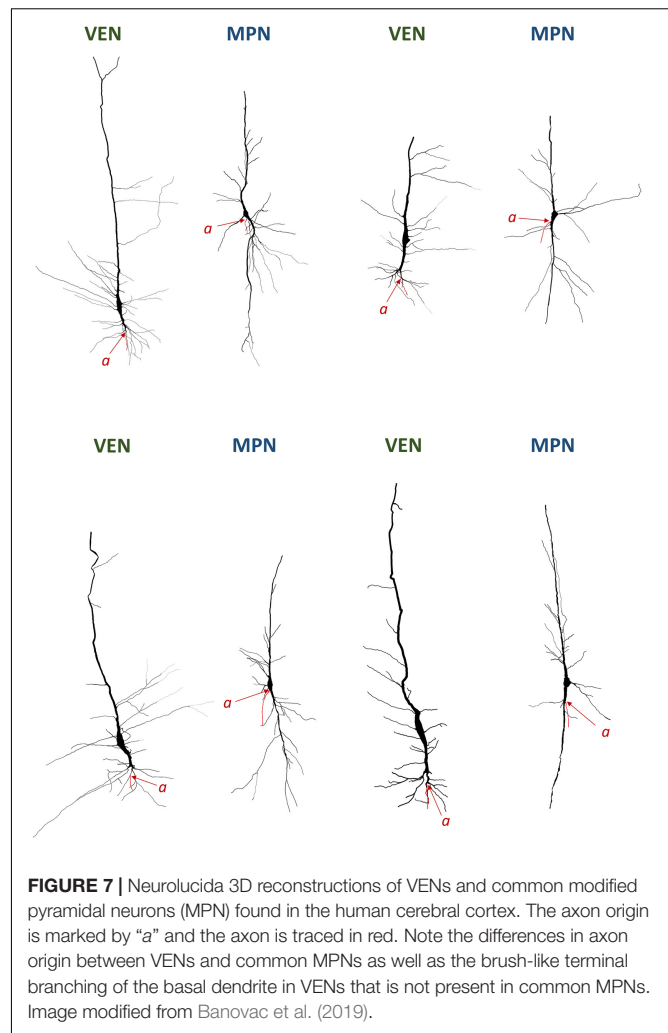 VEN MPN VEN MPN
a
a
a
a
VEN MPN VEN MPN
a
a
a
a
FIGURE 7 | Neurolucida 3D reconstructions of VENs and common modified
pyramidal neurons (MPN) found in the human cerebral cortex. The axon origin
is marked by “a” and the axon is traced in red. Note the differences in axon
origin between VENs and common MPNs as well as the brush-like terminal
branching of the basal dendrite in VENs that is not present in common MPNs.
Image modified from Banovac et al. (2019).